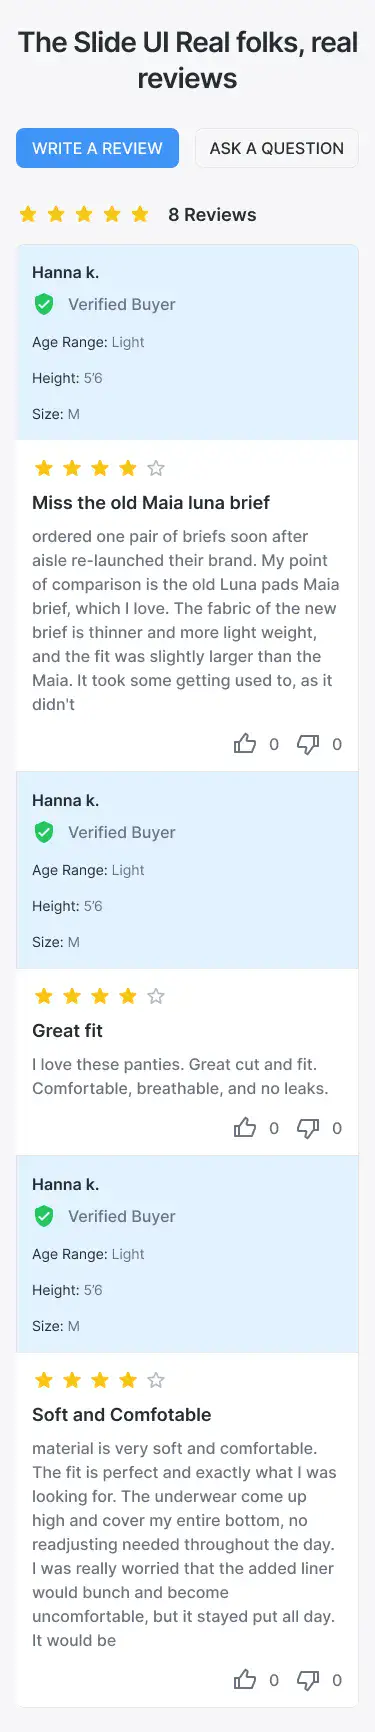 The Slide UI Real folks, real
reviews
WRITE A REVIEW
ASK A QUESTION
8 Reviews
Hanna k.
Verified Buyer
Age Range: Light
Height: 5'6
Size: M
Miss the old Maia luna brief
ordered one pair of briefs soon after
aisle re-launched their brand. My point
of comparison is the old Luna pads Maia
brief, which I love. The fabric of the new
brief is thinner and more light weight,
and the fit was slightly larger than the
Maia. It took some getting used to, as it
didn't
0
0
Hanna k.
Verified Buyer
Age Range: Light
Height: 5'6
Size: M
Great fit
I love these panties. Great cut and fit.
Comfortable, breathable, and no leaks.
0
0
Hanna k.
Verified Buyer
Age Range: Light
Height: 5'6
Size: M
Soft and Comfotable
material is very soft and comfortable.
The fit is perfect and exactly what I was
looking for. The underwear come up
high and cover my entire bottom, no
readjusting needed throughout the day.
I was really worried that the added liner
would bunch and become
uncomfortable, but it stayed put all day.
It would be
0
0